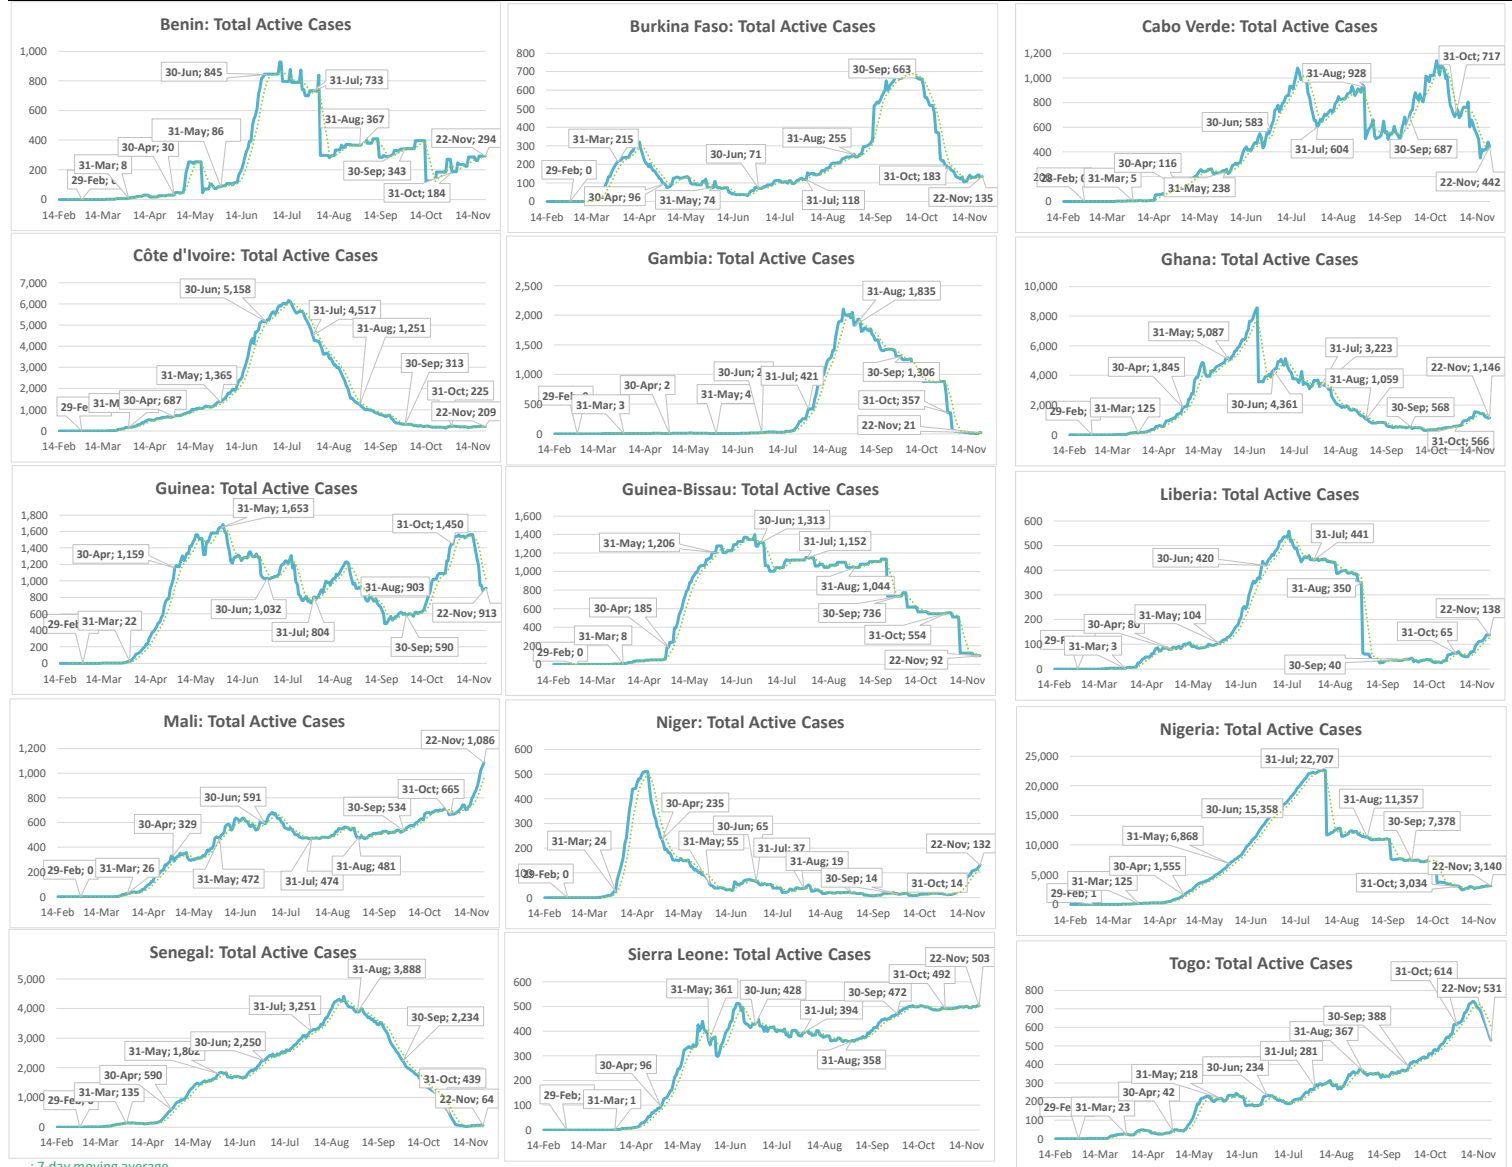 Benin: Total Active Cases
1,000
800
600
400
200
0
30-Jun; 845
31-Jul; 733
31-May; 86
31-Aug; 367
30-Apr; 30
22-Nov; 294
31-Mar; 8
29-Feb;
30-Sep; 343
31-Oct; 184
14-Feb 14-Mar 14-Apr 14-May 14-Jun 14-Jul 14-Aug 14-Sep 14-Oct 14-Nov
Burkina Faso: Total Active Cases
800
700
600
500
400
300
200
100
0
30-Sep; 663
31-Mar; 215
31-Aug; 255
30-Jun; 71
29-Feb; 0
31-Oct; 183
30-Apr; 96
31-May; 74
31-Jul; 118
22-Nov; 135
14-Feb 14-Mar 14-Apr 14-May 14-Jun 14-Jul 14-Aug 14-Sep 14-Oct 14-Nov
Cabo Verde: Total Active Cases
1,200
1,000
800
600
400
200
0
31-Oct; 717
31-Aug; 928
30-Jun; 583
31-Jul; 604
30-Sep; 687
30-Apr; 116
29-Feb; 0
31-Mar; 5
31-May; 238
22-Nov; 442
14-Feb 14-Mar 14-Apr 14-May 14-Jun 14-Jul 14-Aug 14-Sep 14-Oct 14-Nov
Côte d'Ivoire: Total Active Cases
7,000
6,000
5,000
4,000
3,000
2,000
1,000
0
30-Jun; 5,158
31-Jul; 4,517
31-Aug; 1,251
30-Sep; 313
31-May; 1,365
31-Oct; 225
29-Fe
31-M
30-Apr; 687
22-Nov; 209
14-Feb 14-Mar 14-Apr 14-May 14-Jun 14-Jul 14-Aug 14-Sep 14-Oct 14-Nov
Gambia: Total Active Cases
2,500
2,000
1,500
1,000
500
0
31-Aug; 1,835
30-Sep; 1,306
30-Apr; 2
30-Jun; 2
31-Jul; 421
29-Feb; 0
31-Mar; 3
31-May; 4
31-Oct; 357
22-Nov; 21
14-Feb 14-Mar 14-Apr 14-May 14-Jun 14-Jul 14-Aug 14-Sep 14-Oct 14-Nov
Ghana: Total Active Cases
10,000
8,000
6,000
4,000
2,000
0
31-May; 5,087
30-Apr; 1,845
31-Jul; 3,223
22-Nov; 1,146
31-Aug; 1,059
29-Feb;
31-Mar; 125
30-Jun; 4,361
30-Sep; 568
31-Oct; 566
14-Feb 14-Mar 14-Apr 14-May 14-Jun 14-Jul 14-Aug 14-Sep 14-Oct 14-Nov
Guinea: Total Active Cases
1,800
1,600
1,400
1,200
1,000
800
600
400
200
0
31-May; 1,653
31-Oct; 1,450
30-Apr; 1,159
31-Aug; 903
30-Jun; 1,032
22-Nov; 913
29-Feb
31-Mar; 22
31-Jul; 804
30-Sep; 590
14-Feb 14-Mar 14-Apr 14-May 14-Jun 14-Jul 14-Aug 14-Sep 14-Oct 14-Nov
Guinea-Bissau: Total Active Cases
1,600
1,400
1,200
1,000
800
600
400
200
0
30-Jun; 1,313
31-May; 1,206
31-Jul; 1,152
31-Aug; 1,044
30-Apr; 185
30-Sep; 736
31-Mar; 8
31-Oct; 554
29-Feb; 0
22-Nov; 92
14-Feb 14-Mar 14-Apr 14-May 14-Jun 14-Jul 14-Aug 14-Sep 14-Oct 14-Nov
Liberia: Total Active Cases
600
500
400
300
200
100
0
31-Jul; 441
30-Jun; 420
31-Aug; 350
31-May; 104
22-Nov; 138
30-Apr; 80
29-F
31-Mar; 3
31-Oct; 65
30-Sep; 40
14-Feb 14-Mar 14-Apr 14-May 14-Jun 14-Jul 14-Aug 14-Sep 14-Oct 14-Nov
Mali: Total Active Cases
1,200
1,000
800
600
400
200
0
22-Nov; 1,086
30-Jun; 591
31-Oct; 665
30-Sep; 534
30-Apr; 329
29-Feb; 0
31-Mar; 26
31-May; 472
31-Jul; 474
31-Aug; 481
14-Feb 14-Mar 14-Apr 14-May 14-Jun 14-Jul 14-Aug 14-Sep 14-Oct 14-Nov
Niger: Total Active Cases
600
500
400
300
200
100
0
30-Apr; 235
31-Mar; 24
30-Jun; 65
31-May; 55
31-Jul; 37
22-Nov; 132
31-Aug; 19
29-Feb; 0
30-Sep; 14
31-Oct; 14
14-Feb 14-Mar 14-Apr 14-May 14-Jun 14-Jul 14-Aug 14-Sep 14-Oct 14-Nov
Nigeria: Total Active Cases
25,000
20,000
15,000
10,000
5,000
0
31-Jul; 22,707
30-Jun; 15,358
31-Aug; 11,357
30-Sep; 7,378
31-May; 6,868
30-Apr; 1,555
22-Nov; 3,140
31-Mar; 125
31-Oct; 3,034
29-Feb; 1
14-Feb 14-Mar 14-Apr 14-May 14-Jun 14-Jul 14-Aug 14-Sep 14-Oct 14-Nov
Senegal: Total Active Cases
5,000
4,000
3,000
2,000
1,000
0
31-Aug; 3,888
31-Jul; 3,251
30-Sep; 2,234
30-Jun; 2,250
31-May; 1,802
30-Apr; 590
31-Oct; 439
31-Mar; 135
29-Feb; 0
22-Nov; 64
14-Feb 14-Mar 14-Apr 14-May 14-Jun 14-Jul 14-Aug 14-Sep 14-Oct 14-Nov
Sierra Leone: Total Active Cases
600
500
400
300
200
100
0
22-Nov; 503
31-Oct; 492
31-May; 361
30-Jun; 428
30-Sep; 472
31-Jul; 394
30-Apr; 96
31-Aug; 358
29-Feb;
31-Mar; 1
14-Feb 14-Mar 14-Apr 14-May 14-Jun 14-Jul 14-Aug 14-Sep 14-Oct 14-Nov
Togo: Total Active Cases
800
700
600
500
400
300
200
100
0
31-Oct; 614
22-Nov; 531
30-Sep; 388
31-Aug; 367
31-Jul; 281
31-May; 218
30-Jun; 234
30-Apr; 42
29-Fe
31-Mar; 23
14-Feb 14-Mar 14-Apr 14-May 14-Jun 14-Jul 14-Aug 14-Sep 14-Oct 14-Nov
: 7-day moving average